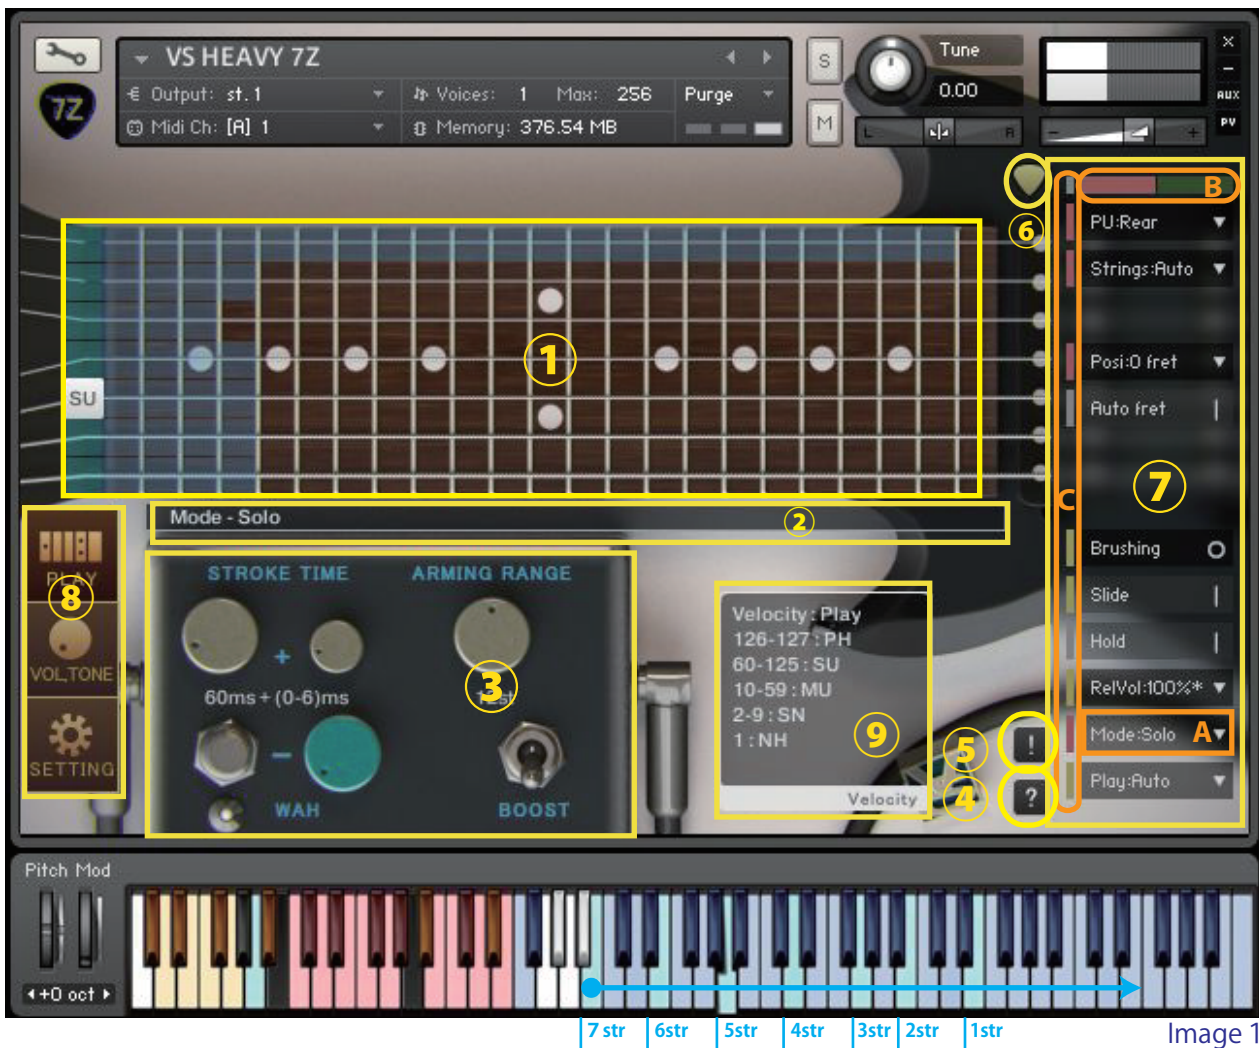 VS HEAVY 7Z
S
Tune
×
−
7Z
Output: st.1
Voices: 1 Max: 256
Purge
0.00
AUX
Midi Ch: [A] 1
Memory: 376.54 MB
M
L
R
−
+
PV
B
⑥
PU:Rear ▼
Strings:Auto ▼
①
Posi:0 fret ▼
SU
Auto fret |
⑦
C
Mode - Solo
②
Brushing O
PLAY
⑧
STROKE TIME
ARMING RANGE
Slide |
Velocity : Play
126-127 : PH
Hold |
VOL,TONE
+
60-125 : SU
60ms + (0-6)ms
③
12st
10-59 : MU
RelVol:100%* ▼
2-9 : SN
⑨
Mode:Solo A▼
SETTING
−
1 : NH
⑤
!
Play:Auto ▼
WAH
BOOST
Velocity
④
?
Pitch Mod
+0 oct
7 str
6str
5str
4str
3str
2str
1str
Image 1